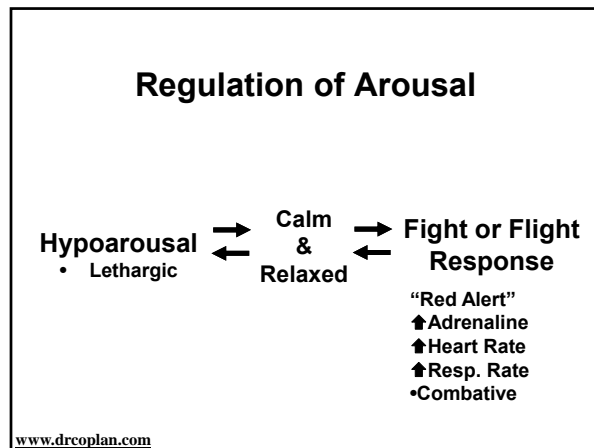 Regulation of Arousal
Hypoarousal
• Lethargic
Calm
&
Relaxed
Fight or Flight
Response
“Red Alert”
⬆Adrenaline
⬆Heart Rate
⬆Resp. Rate
•Combative
www.drcoplan.com